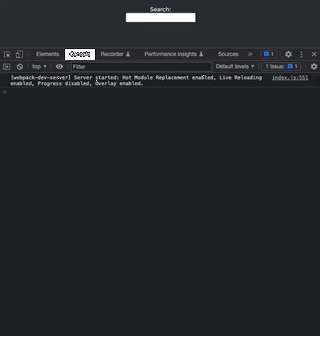 Search:
Elements Console Recorder Performance insights Sources » 1
top Filter Default levels 1 Issue: 1
[webpack-dev-server] Server started: Hot Module Replacement enabled, Live Reloading index.js:551
enabled, Progress disabled, Overlay enabled.